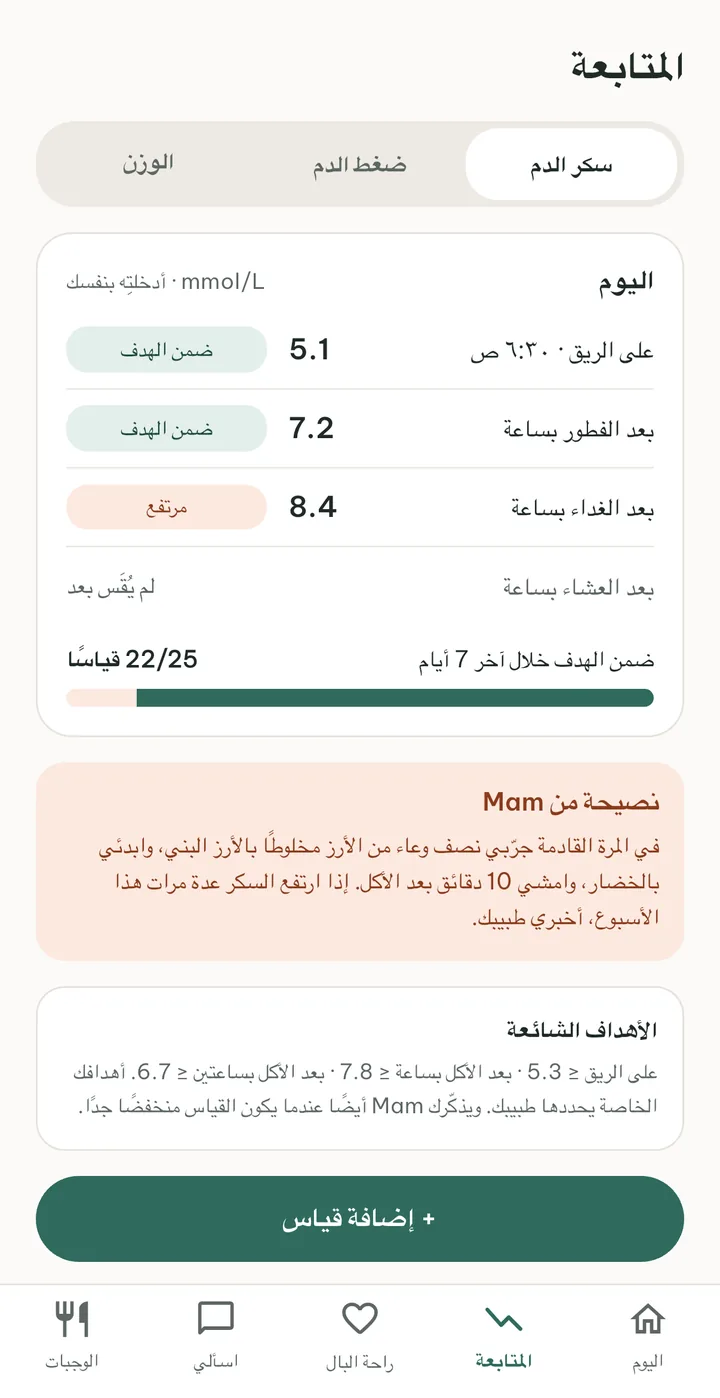 المتابعة
سكر الدم
ضغط الدم
الوزن
اليوم
mmol/L · أدخلتِه بنفسك
على الريق · ٦:٣٠ ص
5.1
ضمن الهدف
بعد الفطور بساعة
7.2
ضمن الهدف
بعد الغداء بساعة
8.4
مرتفع
بعد العشاء بساعة
لم يُقَس بعد
ضمن الهدف خلال آخر 7 أيام
22/25 قياسًا
نصيحة من Mam
في المرة القادمة جرّبي نصف وعاء من الأرز مخلوطًا بالأرز البني، وابدئي
بالخضار، وامشي 10 دقائق بعد الأكل. إذا ارتفع السكر عدة مرات هذا
الأسبوع، أخبري طبيبك.
الأهداف الشائعة
على الريق ≤ 5.3 · بعد الأكل بساعة ≤ 7.8 · بعد الأكل بساعتين ≤ 6.7. أهدافك
الخاصة يحددها طبيبك. ويذكّرك Mam أيضًا عندما يكون القياس منخفضًا جدًا.
+ إضافة قياس
اليوم
المتابعة
راحة البال
اسألي
الوجبات